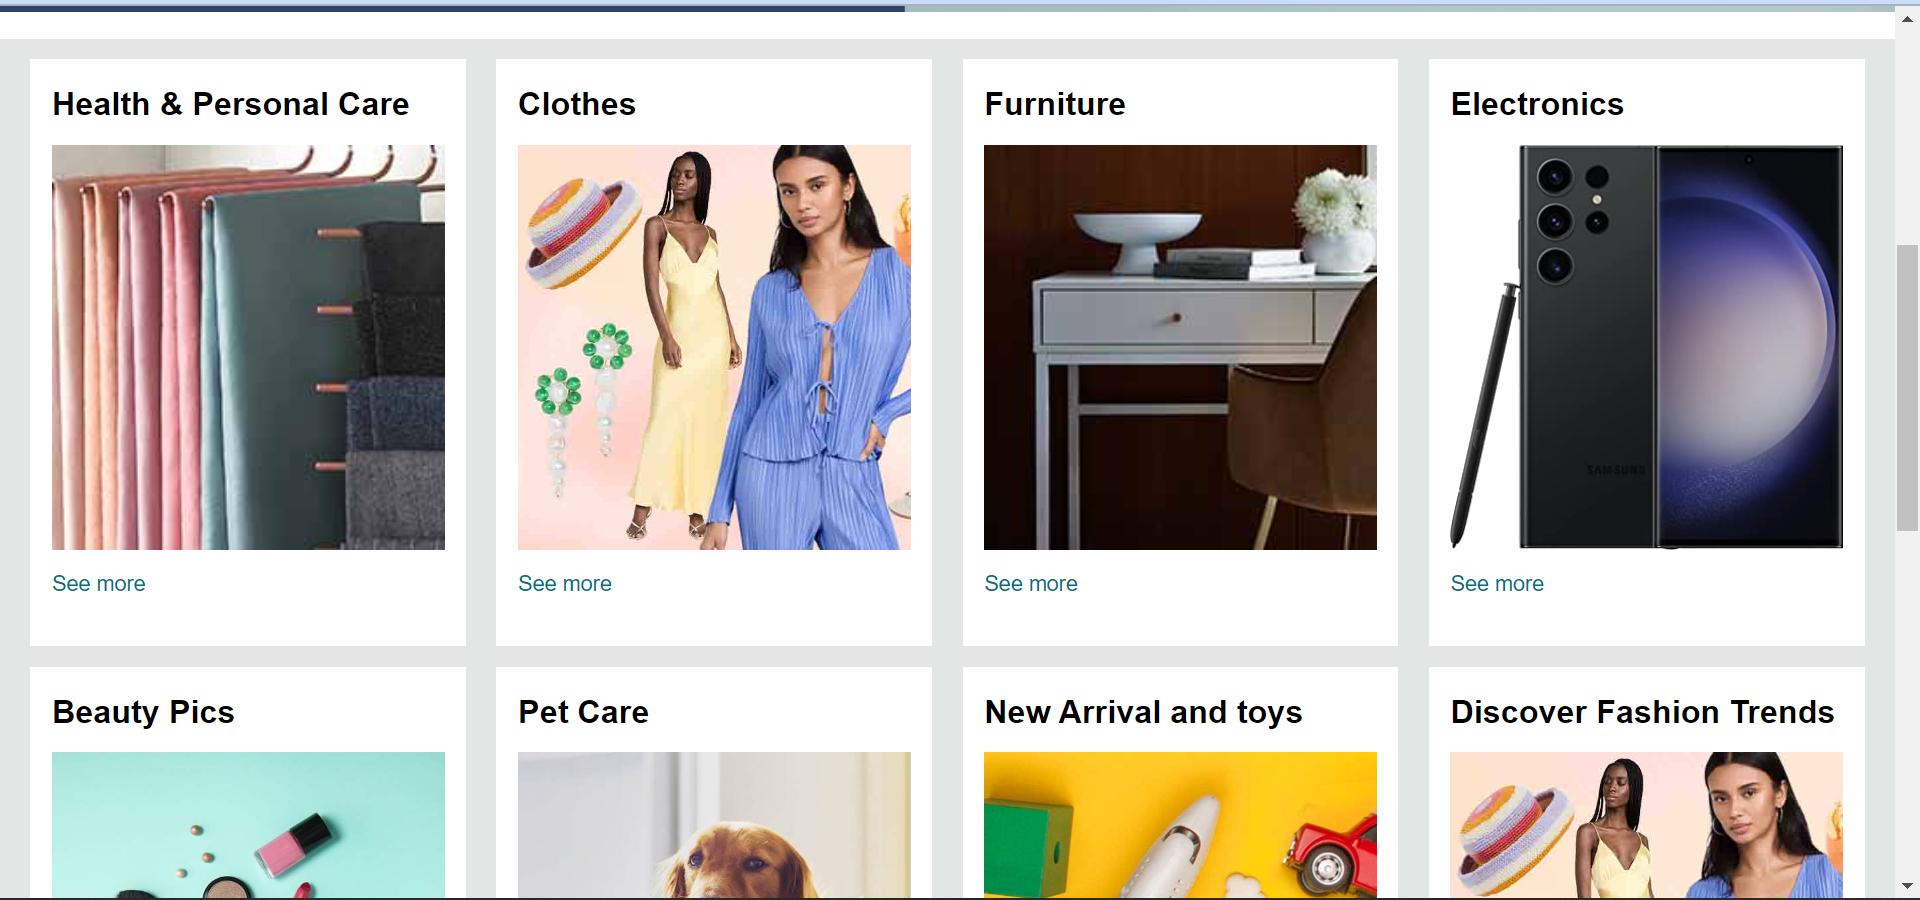 Health & Personal Care
Clothes
Furniture
Electronics
SAMSUNG
See more
See more
See more
See more
Beauty Pics
Pet Care
New Arrival and toys
Discover Fashion Trends